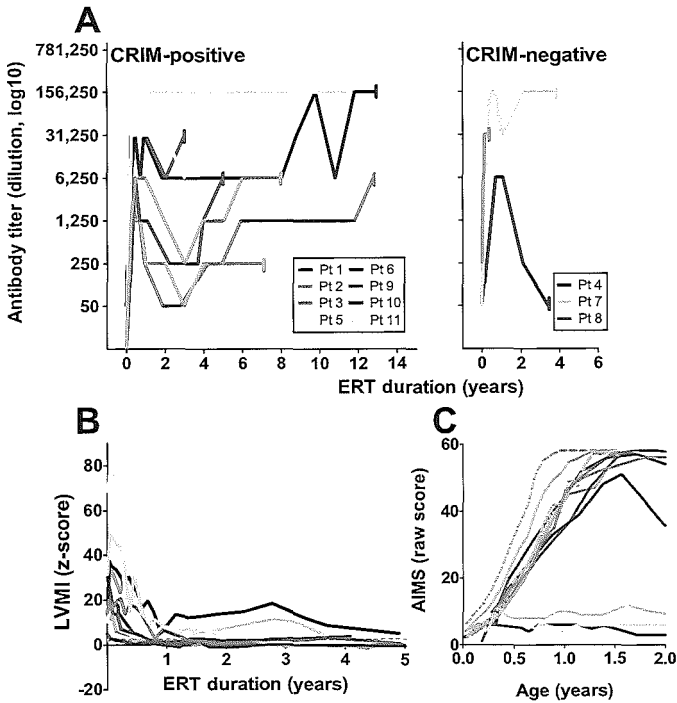 A
CRIM-positive
CRIM-negative
Antibody titer (dilution, log10)
781,250
156,250
31,250
6,250
1,250
250
50
Pt 1 Pt 6
Pt 2 Pt 9
Pt 3 Pt 10
Pt 5 Pt 11
Pt 4
Pt 7
Pt 8
0 2 4 6 8 10 12 14
0 2 4 6
ERT duration (years)
B
LVMI (z-score)
80
60
40
20
0
-20
1 2 3 4 5
ERT duration (years)
C
AIMS (raw score)
60
40
20
0
0.0 0.5 1.0 1.5 2.0
Age (years)